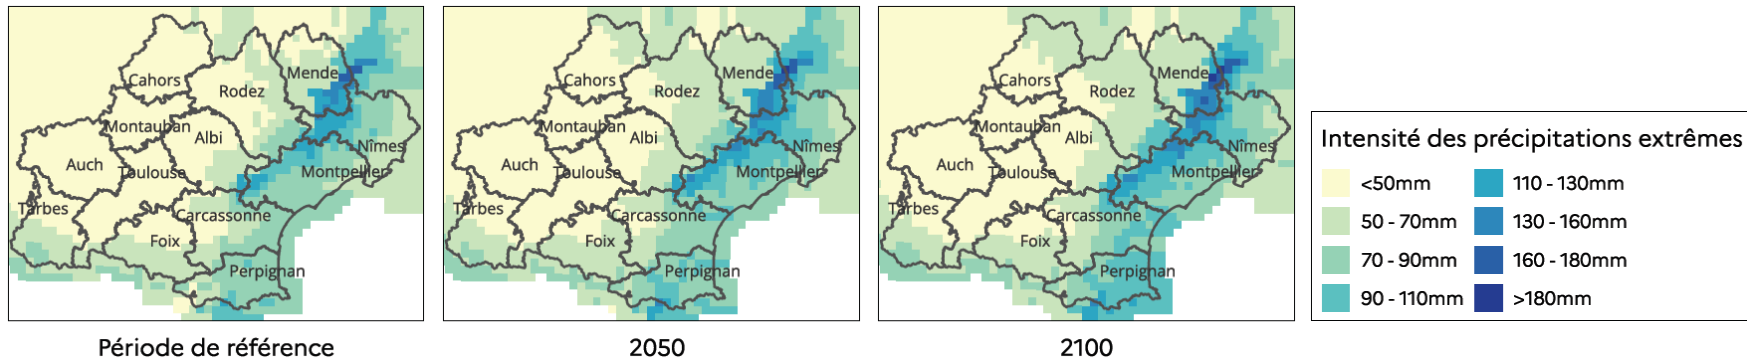 Cahors
Mende
Rodez
Montauban
Albi
Nîmes
Auch
Toulouse
Montpellier
Tarbes
Carcassonne
Foix
Perpignan
Période de référence
Cahors
Mende
Rodez
Montauban
Albi
Nîmes
Auch
Toulouse
Montpellier
Tarbes
Carcassonne
Foix
Perpignan
2050
Cahors
Mende
Rodez
Montauban
Albi
Nîmes
Auch
Toulouse
Montpellier
Tarbes
Carcassonne
Foix
Perpignan
2100
Intensité des précipitations extrêmes
<50mm
50 - 70mm
70 - 90mm
90 - 110mm
110 - 130mm
130 - 160mm
160 - 180mm
>180mm